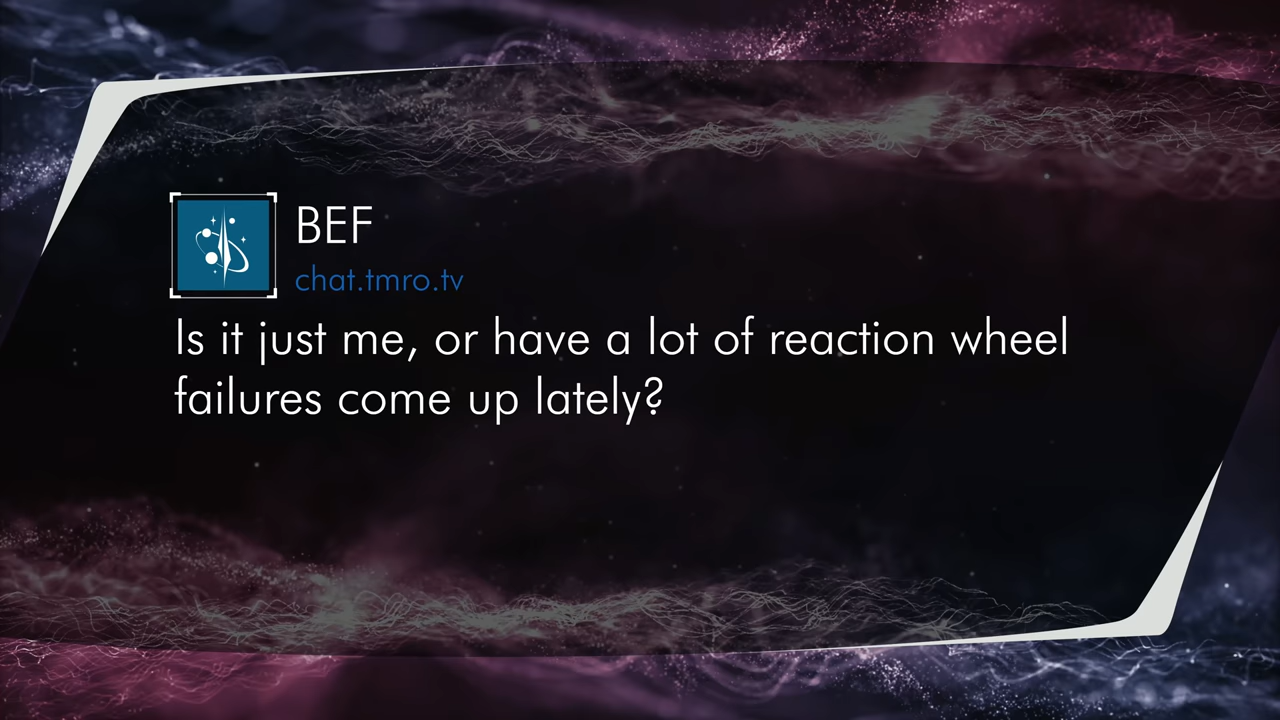 BEF
chat.tmro.tv
Is it just me, or have a lot of reaction wheel
failures come up lately?